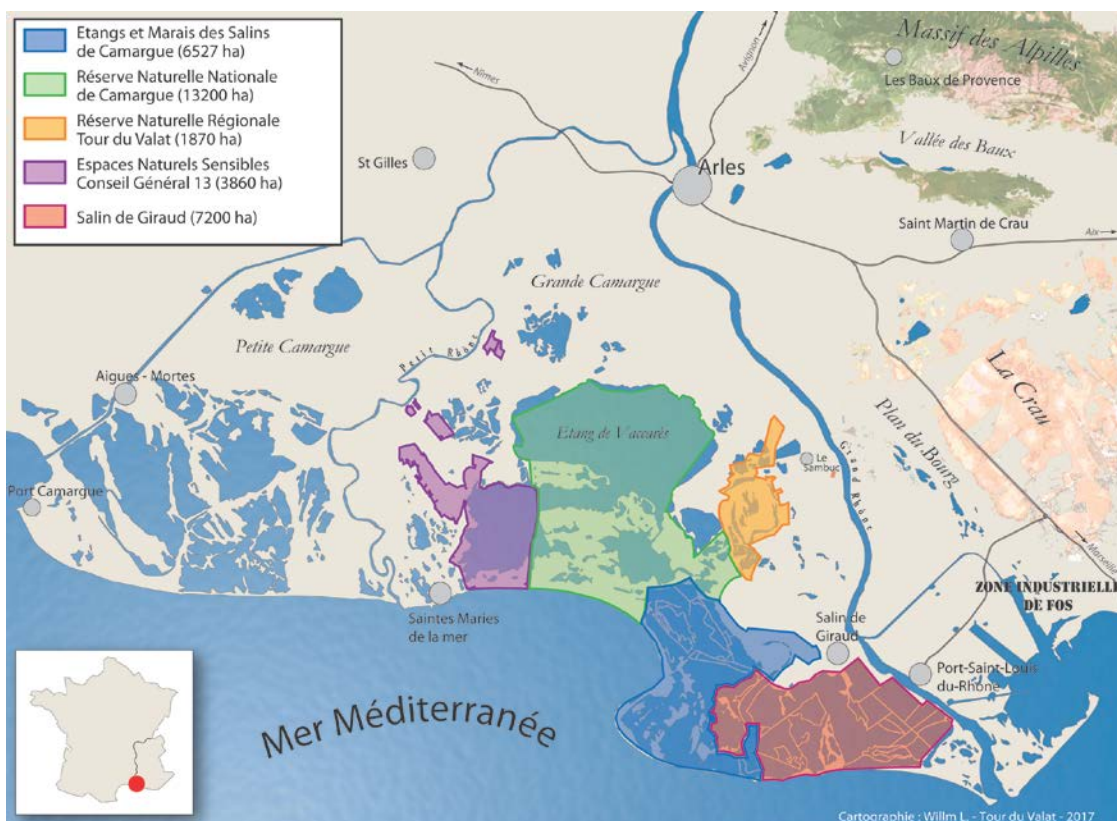 Etangs et Marais des Salins
de Camargue (6527 ha)
Réserve Naturelle Nationale
de Camargue (13200 ha)
Réserve Naturelle Régionale
Tour du Valat (1870 ha)
Espaces Naturels Sensibles
Conseil Général 13 (3860 ha)
Salin de Giraud (7200 ha)
Nîmes
Avignon
Massif des Alpilles
Les Baux de Provence
St Gilles
Arles
Vallée des Baux
Saint Martin de Crau
Aix
Grande Camargue
Petite Camargue
Petit Rhône
Aigues - Mortes
La Crau
Plan du Bourg
Etang de Vaccarès
Le
Sambuc
Grand Rhône
Port Camargue
Marseille
ZONE INDUSTRIELLE
DE FOS
Saintes Maries
de la mer
Salin de
Giraud
Port-Saint-Louis
du-Rhône
Mer Méditerranée
Cartographie : Willm L. - Tour du Valat - 2017